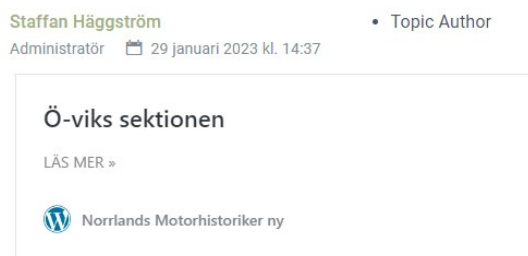 Staffan Häggström
• Topic Author
Administratör 29 januari 2023 kl. 14:37
Ö-viks sektionen
LÄS MER »
Norrlands Motorhistoriker ny